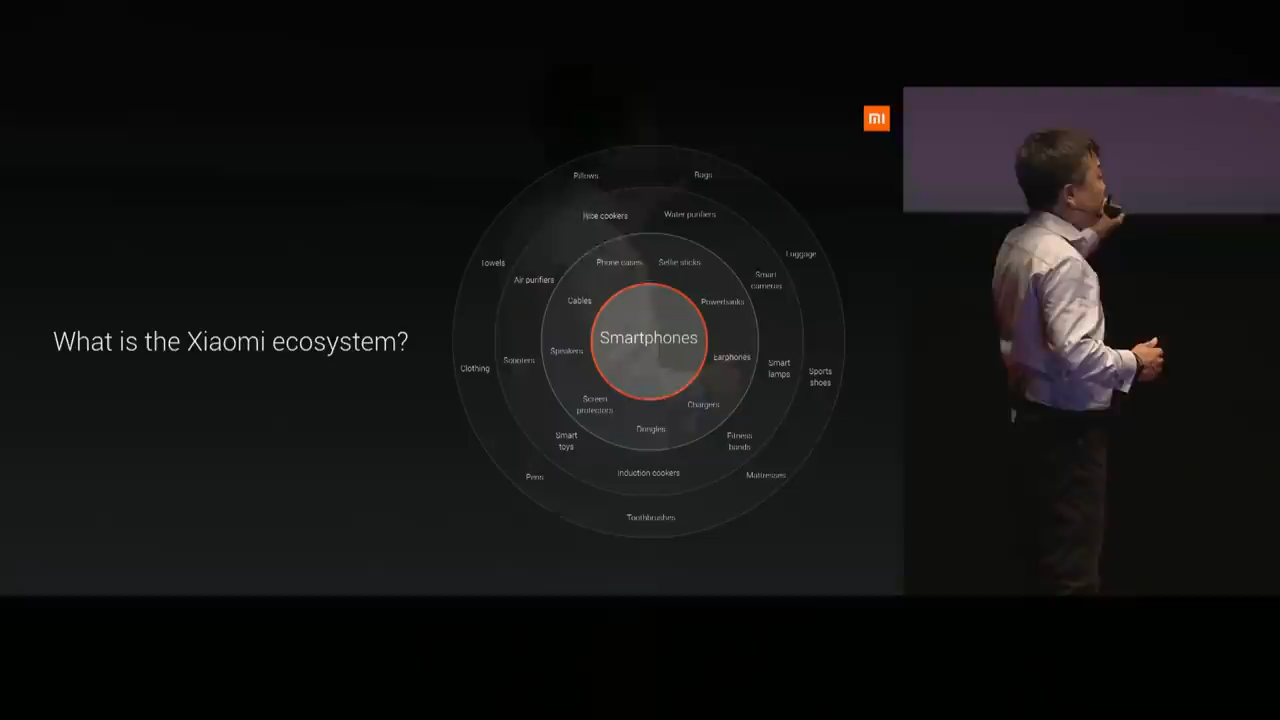 mi
Pillows
Bags
Rice cookers
Water purifiers
Towels
Luggage
Phone cases
Selfie sticks
Air purifiers
Smart
cameras
Cables
Powerbanks
What is the Xiaomi ecosystem?
Smartphones
Speakers
Earphones
Scooters
Smart
lamps
Clothing
Sports
shoes
Screen
protectors
Chargers
Dongles
Smart
toys
Fitness
bands
Induction cookers
Pens
Mattresses
Toothbrushes